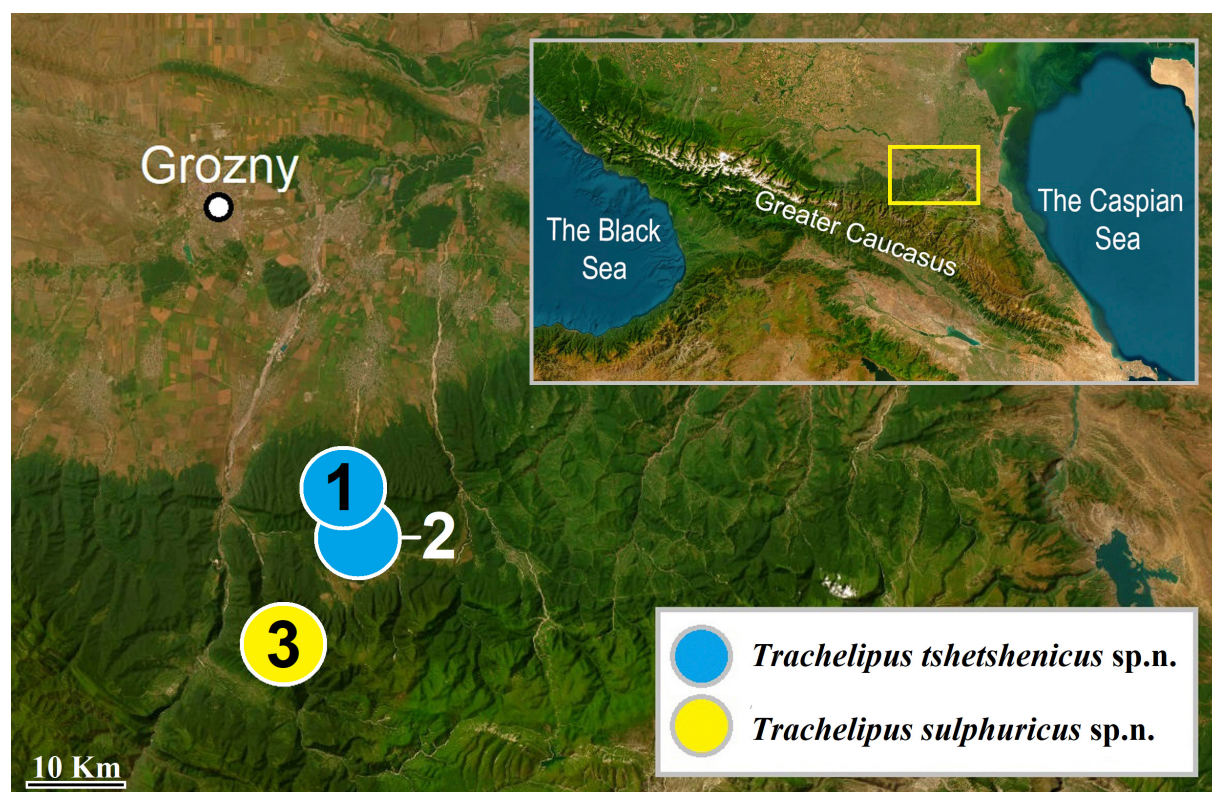 Grozny
The Black
Sea
Greater Caucasus
The Caspian
Sea
1
2
3
Trachelipus tshetshenicus sp.n.
Trachelipus sulphuricus sp.n.
10 Km